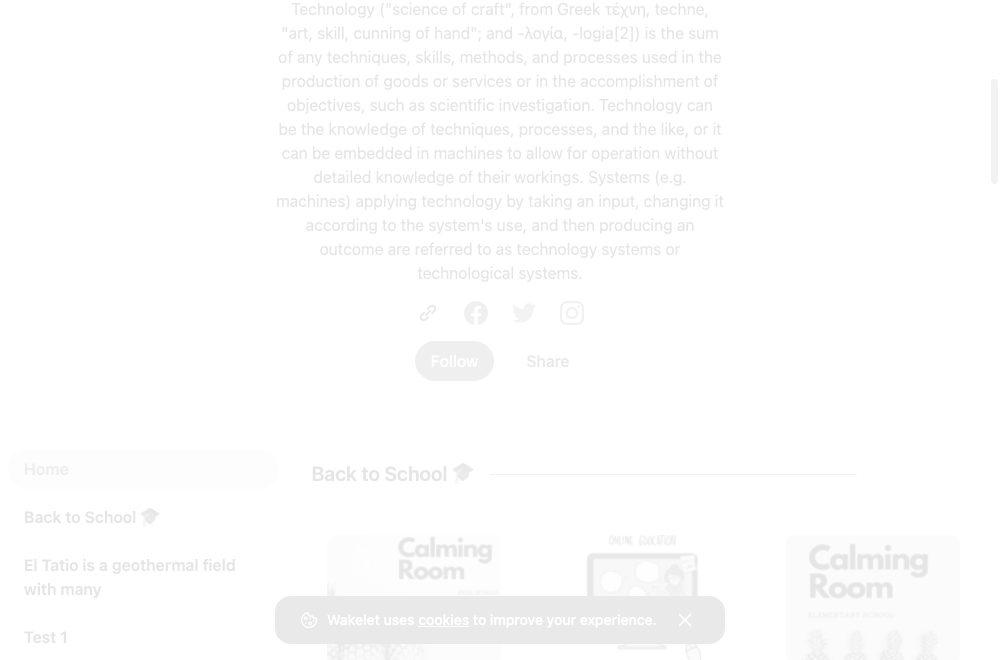 Technology ("science of craft", from Greek τέχνη, techne,
"art, skill, cunning of hand"; and -λογία, -logia[2]) is the sum
of any techniques, skills, methods, and processes used in the
production of goods or services or in the accomplishment of
objectives, such as scientific investigation. Technology can
be the knowledge of techniques, processes, and the like, or it
can be embedded in machines to allow for operation without
detailed knowledge of their workings. Systems (e.g.
machines) applying technology by taking an input, changing it
according to the system's use, and then producing an
outcome are referred to as technology systems or
technological systems.
Follow
Share
Home
Back to School 🎓
El Tatio is a geothermal field
with many
Test 1
Back to School 🎓
Calming
Room
ONLINE EDUCATION
Calming
Room
ELEMENTARY SCHOOL
Wakelet uses cookies to improve your experience.